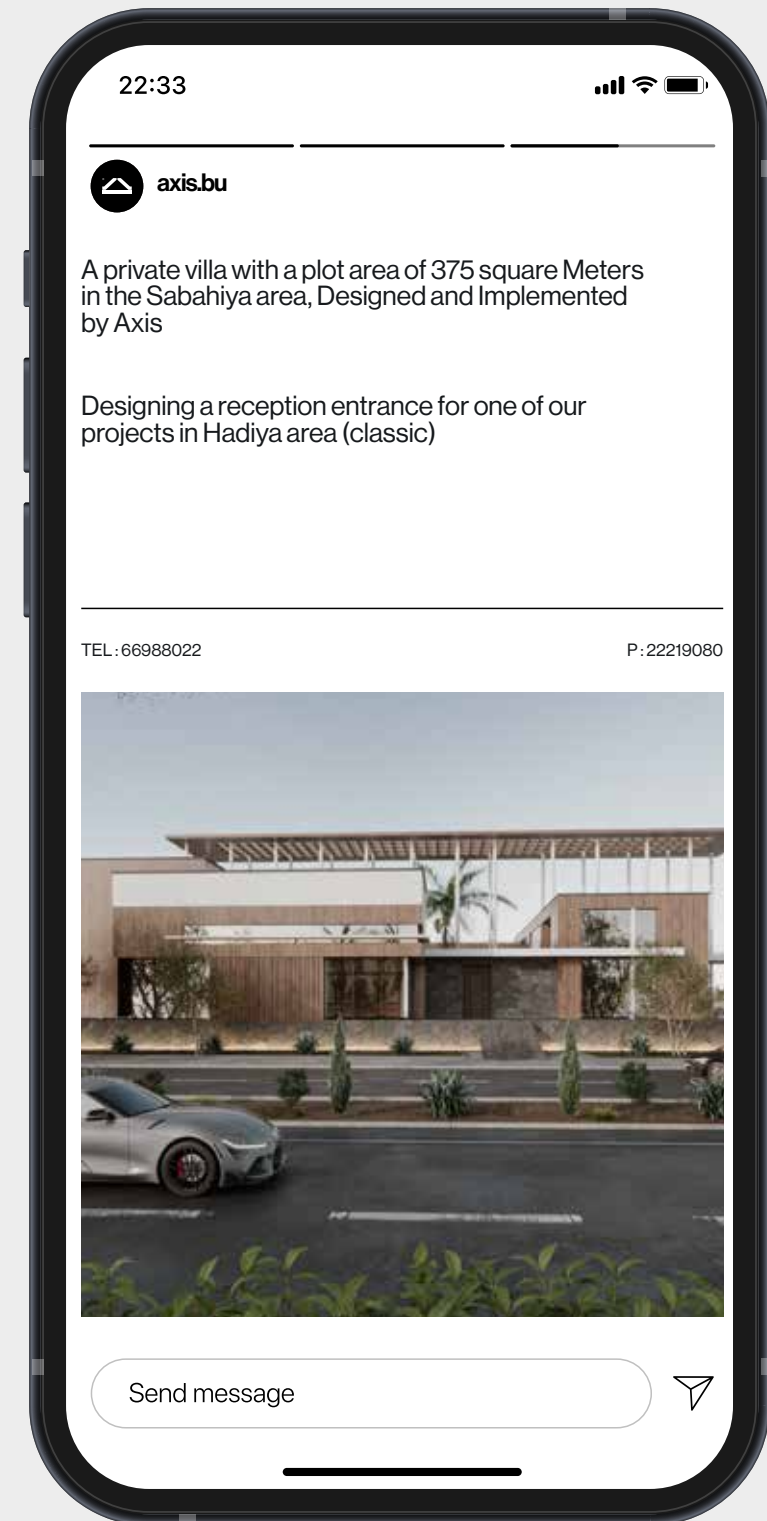 22:33
axis.bu
A private villa with a plot area of 375 square Meters
in the Sabahiya area, Designed and Implemented
by Axis
Designing a reception entrance for one of our
projects in Hadiya area (classic)
TEL : 66988022
P : 22219080
Send message